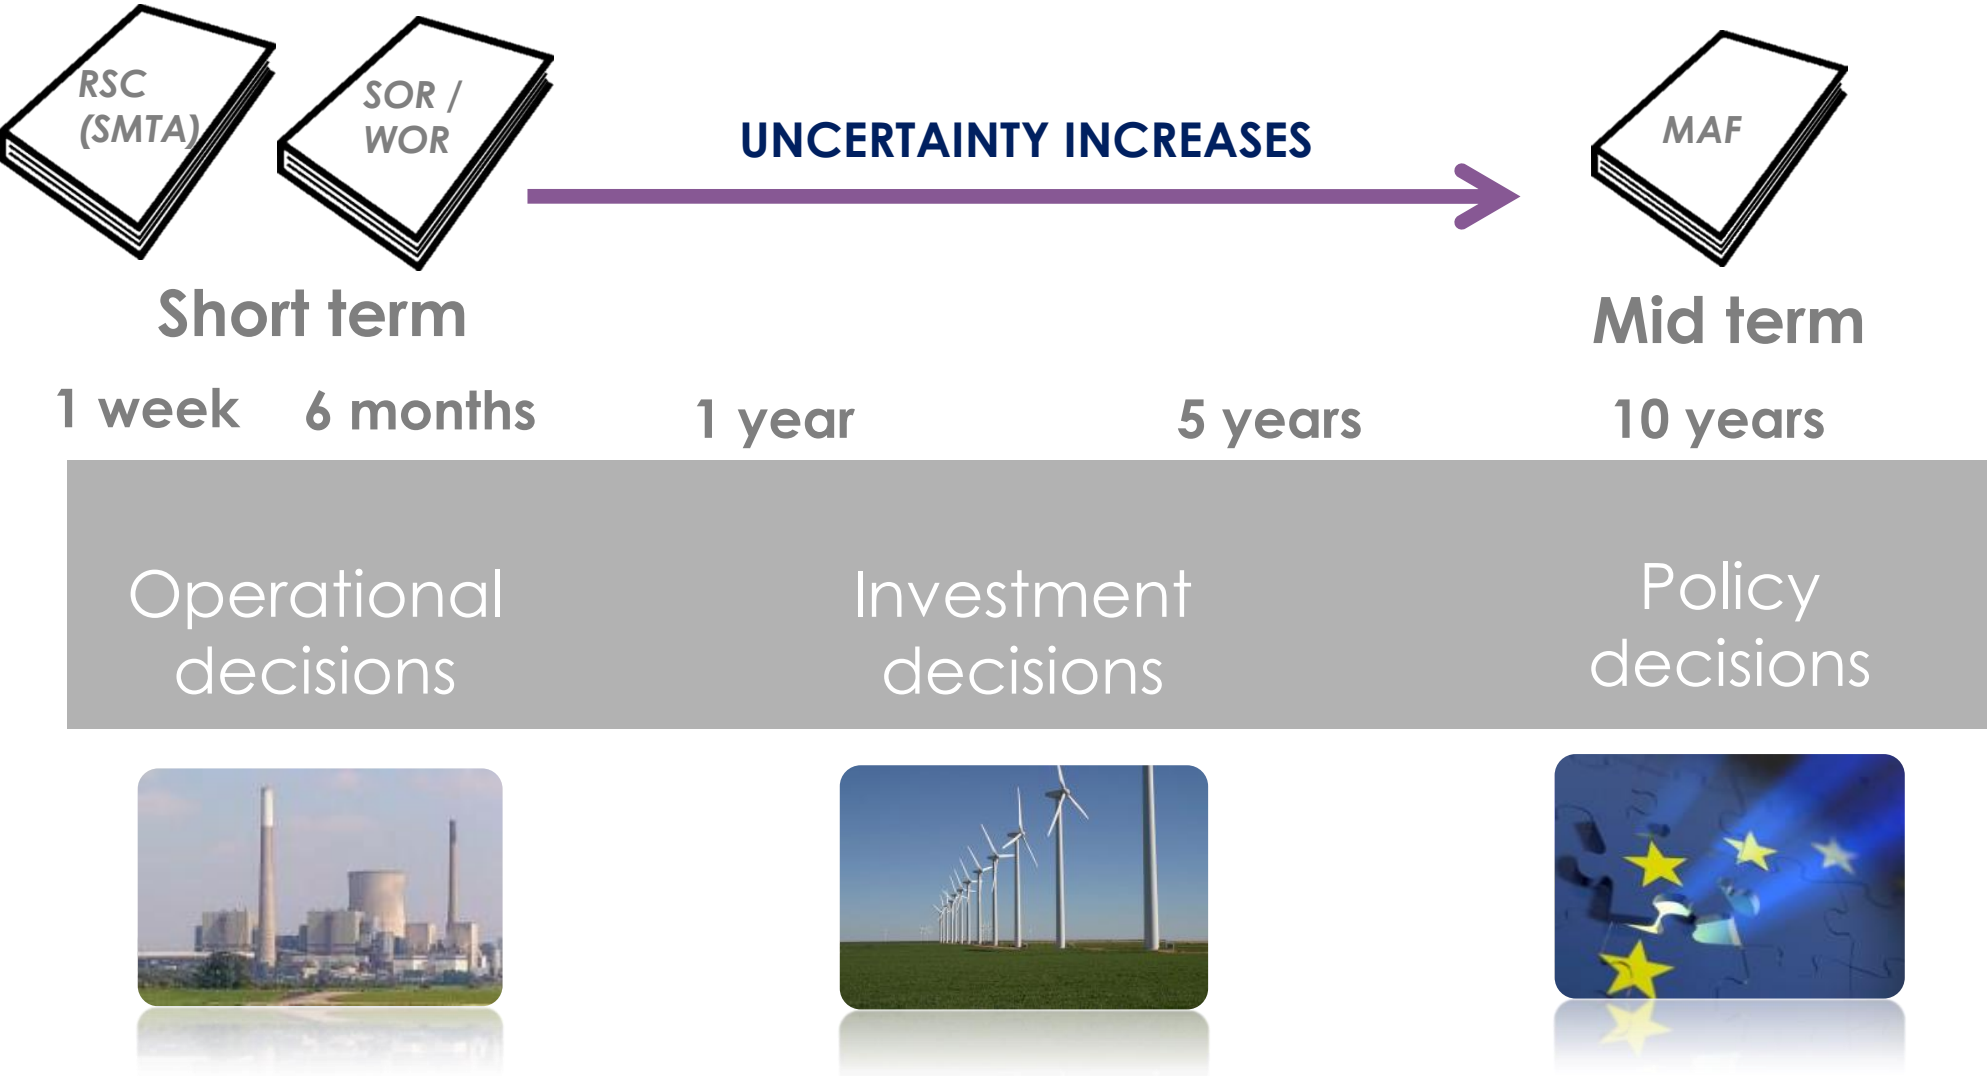 RSC
(SMTA)
SOR /
WOR
UNCERTAINTY INCREASES
MAF
Short term
Mid term
1 week
6 months
1 year
5 years
10 years
Operational
decisions
Investment
decisions
Policy
decisions